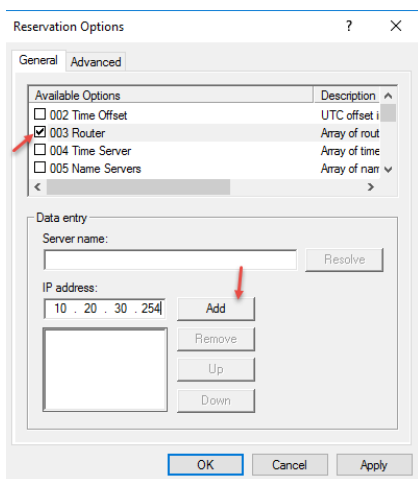 Reservation Options ? ×
General Advanced
Available Options Description
002 Time Offset UTC offset i
003 Router Array of rout
004 Time Server Array of time
005 Name Servers Array of nam
Data entry
Server name:
Resolve
IP address:
10 . 20 . 30 . 254 Add
Remove
Up
Down
OK Cancel Apply